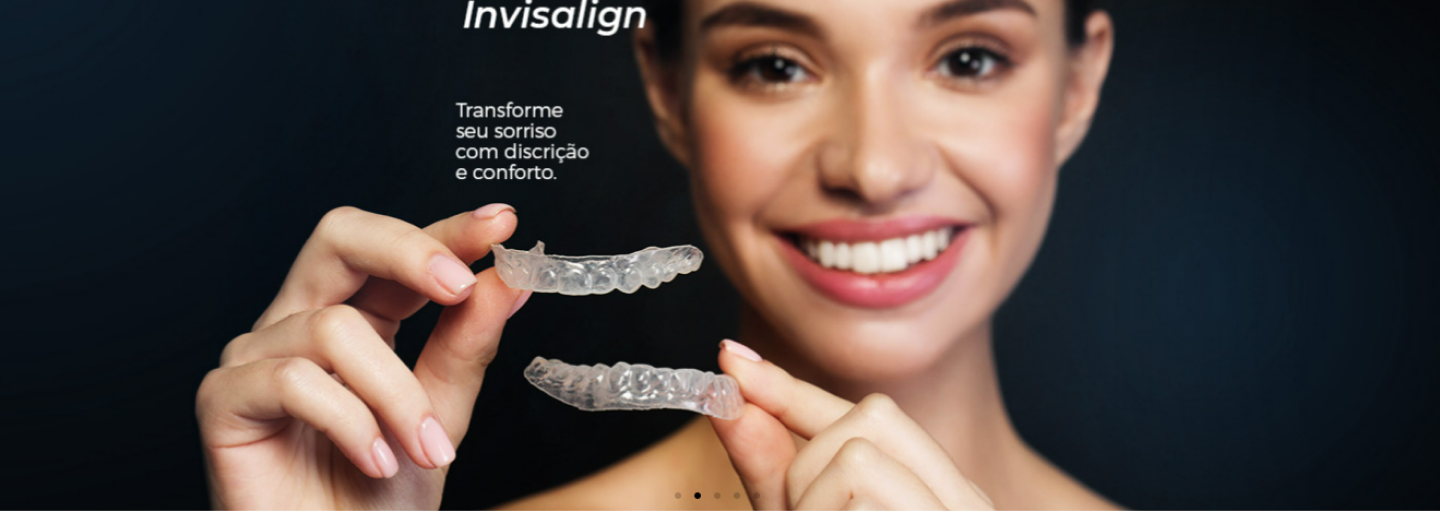 Invisalign
Transforme
seu sorriso
com discrição
e conforto.